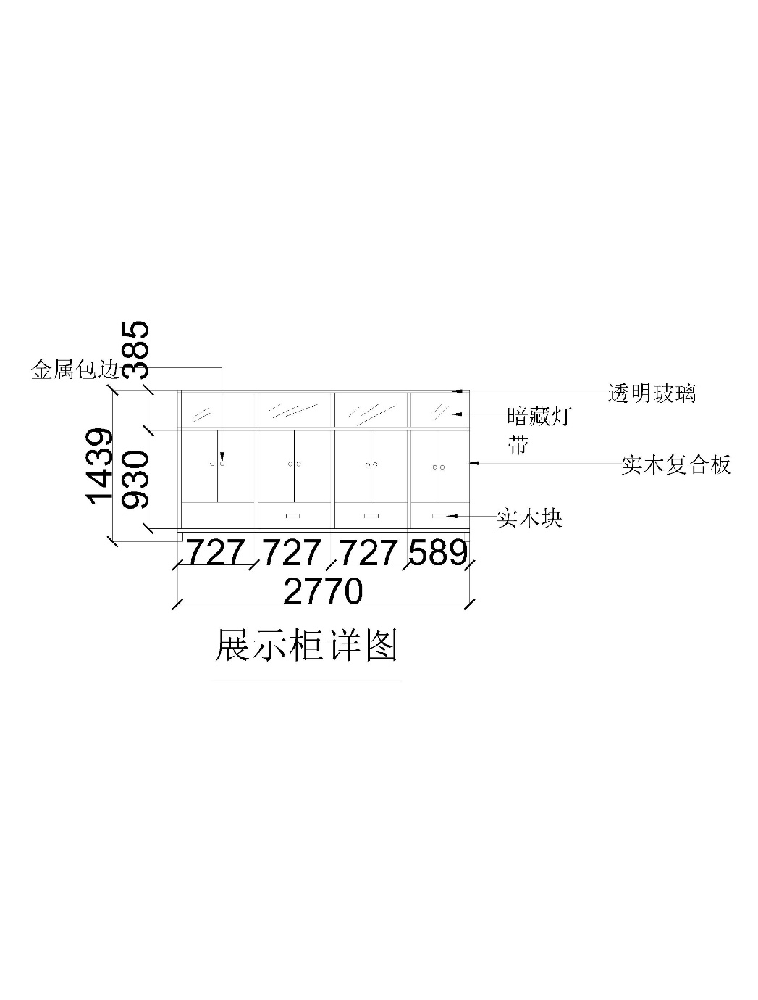 385
金属包边
透明玻璃
暗藏灯
带
1439
930
实木复合板
实木块
727 727 727 589
2770
展示柜详图